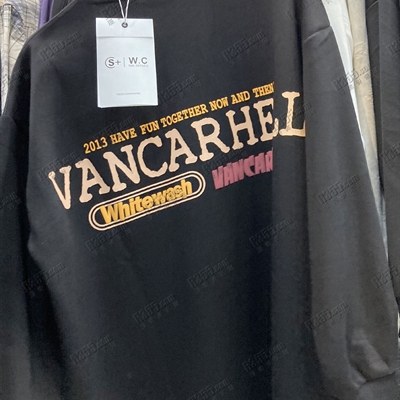 S+ W.C
2013 HAVE FUN TOGETHER NOW AND THEN
VANCARHEL
Whitewash
VANCAR